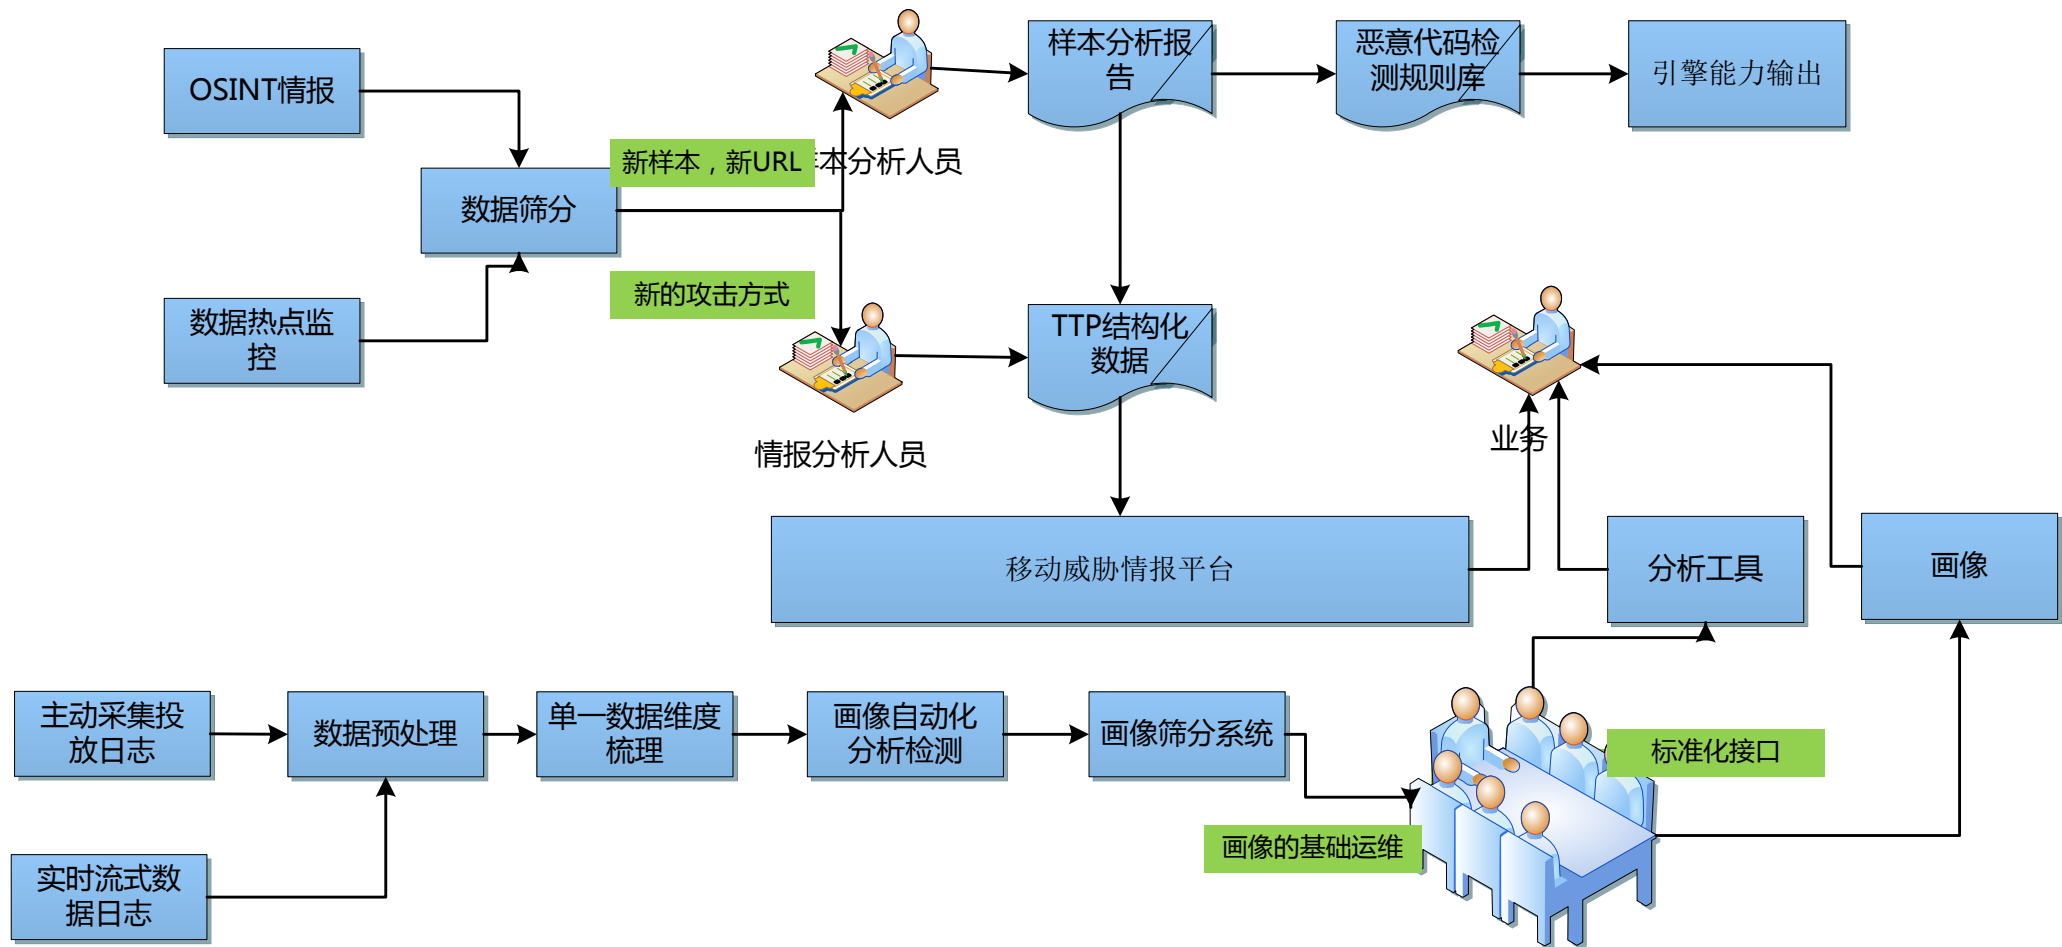 OSINT情报
样本分析报
告
恶意代码检
测规则库
引擎能力输出
新样本，新URL
本分析人员
数据筛分
新的攻击方式
数据热点监
控
TTP结构化
数据
情报分析人员
业务
移动威胁情报平台
分析工具
画像
主动采集投
放日志
数据预处理
单一数据维度
梳理
画像自动化
分析检测
画像筛分系统
标准化接口
画像的基础运维
实时流式数
据日志